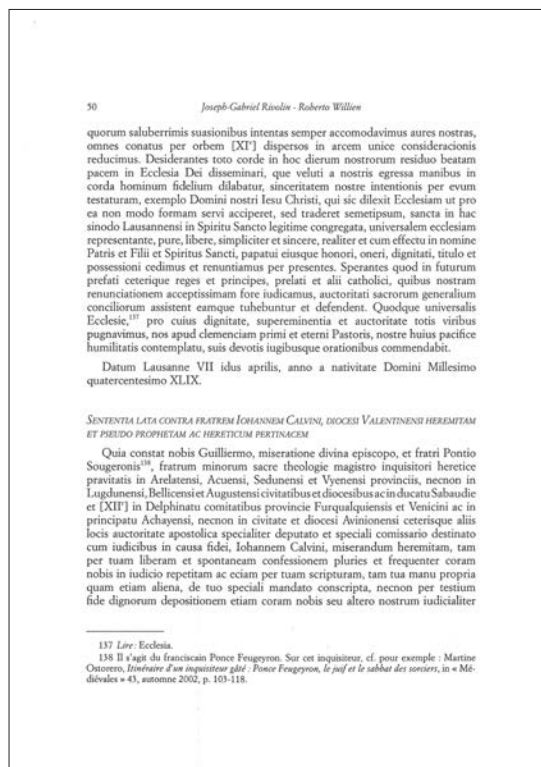 50
Joseph-Gabriel Rivolin - Roberto Willien
quorum saluberrimis suasionibus intentas semper accomodavimus aures nostras,
omnes conatus per orbem [XIʳ] dispersos in arcem unice consideracionis
reducimus. Desiderantes toto corde in hoc dierum nostrorum residuo beatam
pacem in Ecclesia Dei disseminari, que veluti a nostris egressa manibus in
corda hominum fidelium dilabatur, sinceritatem nostre intentionis per evum
testaturam, exemplo Domini nostri Iesu Christi, qui sic dilexit Ecclesiam ut pro
ea non modo formam servi acciperet, sed traderet semetipsum, sancta in hac
sinodo Lausannensi in Spiritu Sancto legitime congregata, universalem ecclesiam
representante, pure, libere, simpliciter et sincere, realiter et cum effectu in nomine
Patris et Filii et Spiritus Sancti, papatui eiusque honori, oneri, dignitati, titulo et
possessioni cedimus et renuntiamus per presentes. Sperantes quod in futurum
prefati ceterique reges et principes, prelati et alii catholici, quibus nostram
renunciationem acceptissimam fore iudicamus, auctoritati sacrorum generalium
conciliorum assistent eamque tuhebuntur et defendent. Quodque universalis
Ecclesie,¹³⁷ pro cuius dignitate, supereminentia et auctoritate totis viribus
pugnavimus, nos apud clemenciam primi et eterni Pastoris, nostre huius pacifice
humilitatis contemplatu, suis devotis iugibusque orationibus commendabit.
Datum Lausanne VII idus aprilis, anno a nativitate Domini Millesimo
quatercentesimo XLIX.
SENTENTIA LATA CONTRA FRATREM IOHANNEM CALVINI, DIOCESI VALENTINENSI HEREMITAM
ET PSEUDO PROPHETAM AC HERETICUM PERTINACEM
Quia constat nobis Guilliermo, miseratione divina episcopo, et fratri Pontio
Sougeronis¹³⁸, fratrum minorum sacre theologie magistro inquisitori heretice
pravitatis in Arelatensi, Acuensi, Sedunensi et Vyenensi provinciis, necnon in
Lugdunensi, Bellicensi et Augustensi civitatibus et diocesibus ac in ducatu Sabaudie
et [XIIʳ] in Delphinatu comitatibus provincie Furqualquiensis et Venicini ac in
principatu Achayensi, necnon in civitate et diocesi Avinionensi ceterisque aliis
locis auctoritate apostolica specialiter deputato et speciali comissario destinato
cum iudicibus in causa fidei, Iohannem Calvini, miserandum heremitam, tam
per tuam liberam et spontaneam confessionem pluries et frequenter coram
nobis in iudicio repetitam ac eciam per tuam scripturam, tam tua manu propria
quam etiam aliena, de tuo speciali mandato conscripta, necnon per testium
fide dignorum depositionem etiam coram nobis seu altero nostrum iudicialiter
137 Lire : Ecclesia.
138 Il s'agit du franciscain Ponce Feugeyron. Sur cet inquisiteur, cf. pour exemple : Martine
Ostorero, Itinéraire d'un inquisiteur gâté : Ponce Feugeyron, le juif et le sabbat des sorciers, in « Mé-
diévales » 43, automne 2002, p. 103-118.